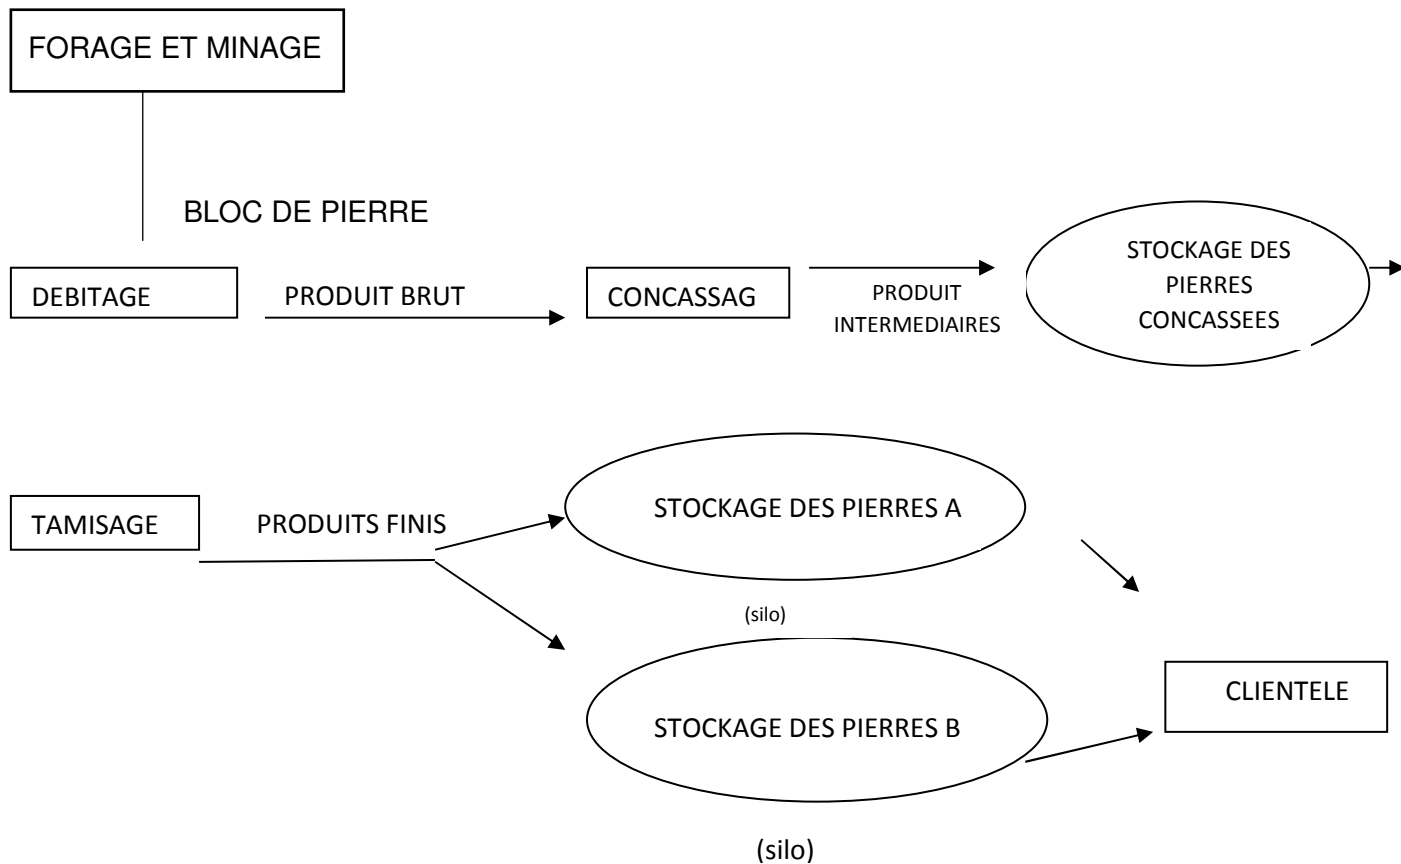 FORAGE ET MINAGE
BLOC DE PIERRE
DEBITAGE
PRODUIT BRUT
CONCASSAG
PRODUIT
INTERMEDIAIRES
STOCKAGE DES
PIERRES
CONCASSEES
TAMISAGE
PRODUITS FINIS
STOCKAGE DES PIERRES A
(silo)
STOCKAGE DES PIERRES B
(silo)
CLIENTELE